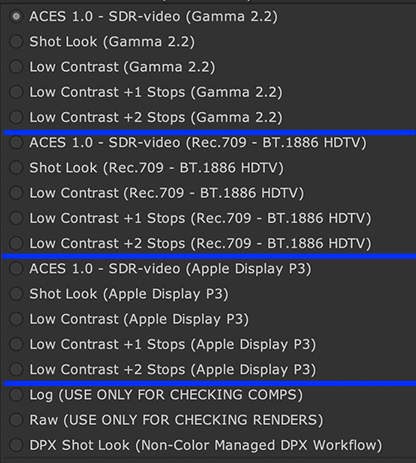 ACES 1.0 - SDR-video (Gamma 2.2)
Shot Look (Gamma 2.2)
Low Contrast (Gamma 2.2)
Low Contrast +1 Stops (Gamma 2.2)
Low Contrast +2 Stops (Gamma 2.2)
ACES 1.0 - SDR-video (Rec.709 - BT.1886 HDTV)
Shot Look (Rec.709 - BT.1886 HDTV)
Low Contrast (Rec.709 - BT.1886 HDTV)
Low Contrast +1 Stops (Rec.709 - BT.1886 HDTV)
Low Contrast +2 Stops (Rec.709 - BT.1886 HDTV)
ACES 1.0 - SDR-video (Apple Display P3)
Shot Look (Apple Display P3)
Low Contrast (Apple Display P3)
Low Contrast +1 Stops (Apple Display P3)
Low Contrast +2 Stops (Apple Display P3)
Log (USE ONLY FOR CHECKING COMPS)
Raw (USE ONLY FOR CHECKING RENDERS)
DPX Shot Look (Non-Color Managed DPX Workflow)